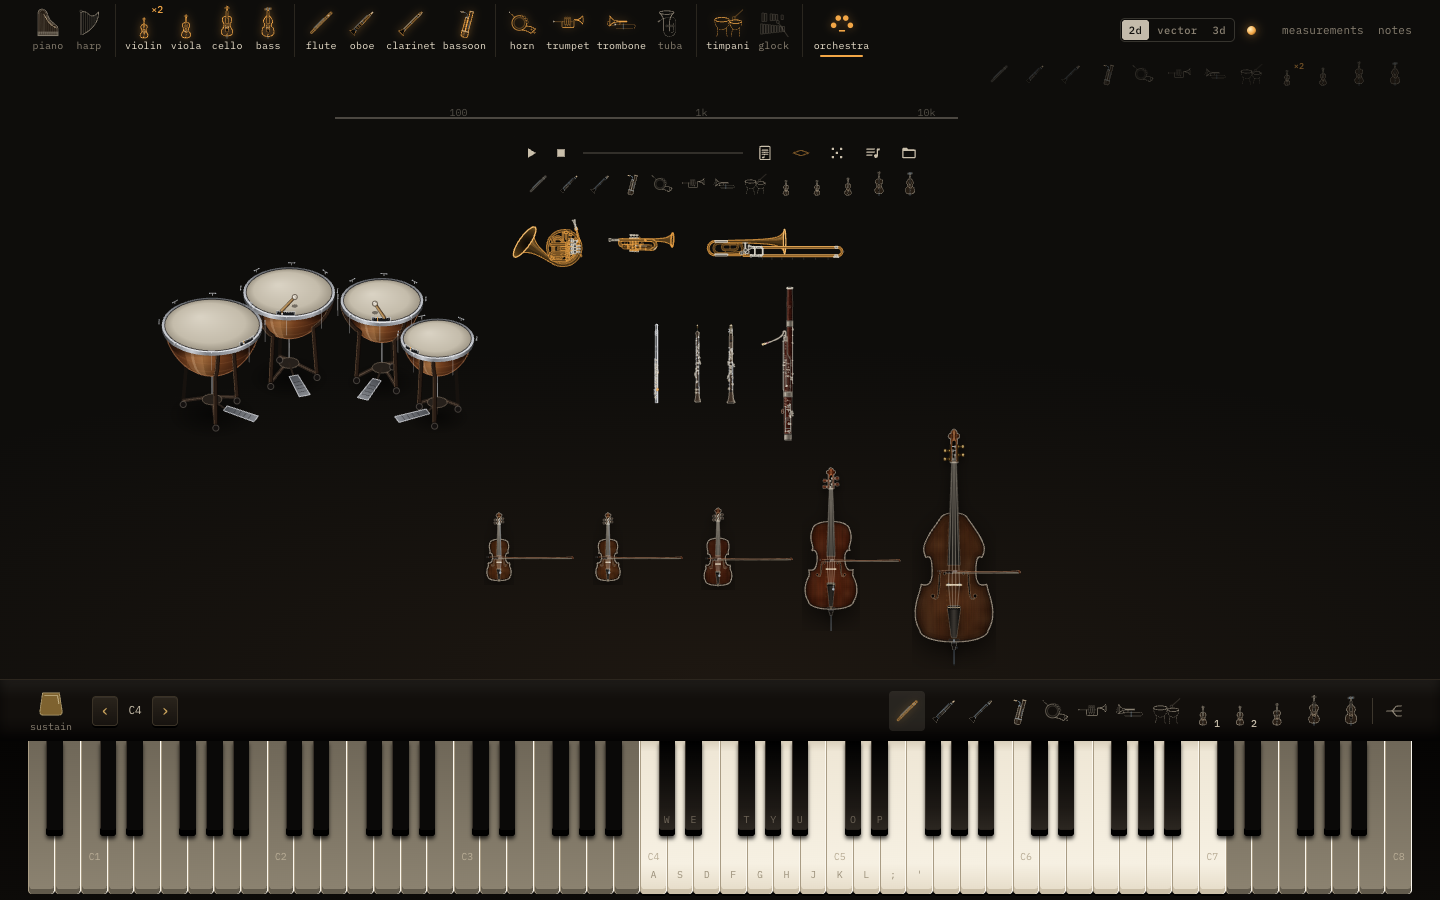 piano harp violin ×2 viola cello bass flute oboe clarinet bassoon horn trumpet trombone tuba timpani glock orchestra
2d vector 3d measurements notes
×2
100 1k 10k
sustain
‹ C4 ›
1 2
W E T Y U O P
C1 C2 C3 C4 C5 C6 C7 C8
A S D F G H J K L ; '